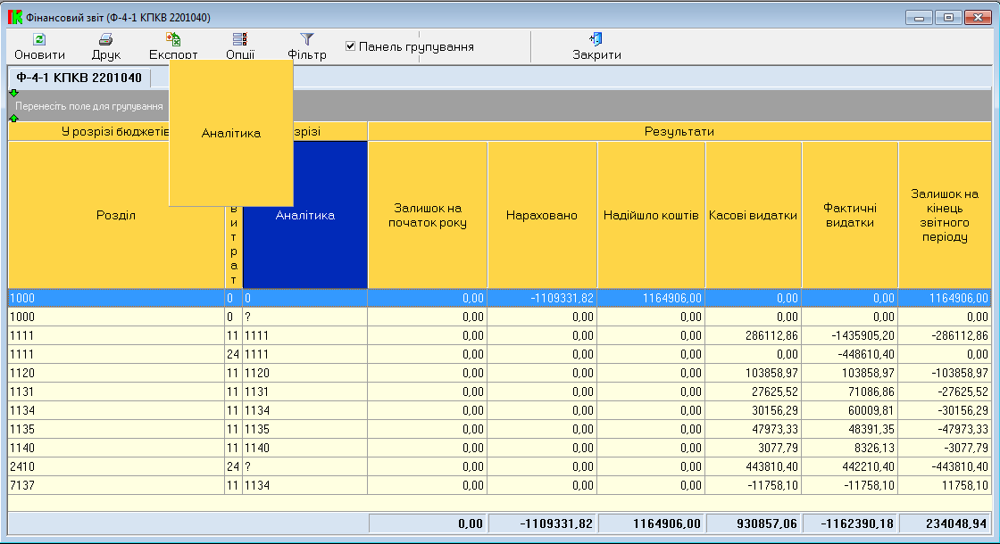 Фінансовий звіт (Ф-4-1 КПКВ 2201040)
Оновити Друк Експорт Опції Фільтр Панель групування Закрити
Ф-4-1 КПКВ 2201040
Перенесіть поле для групування
Аналітика
У розрізі бюджетів зрізі Результати
Розділ в и т р а т Аналітика Залишок на початок року Нараховано Надійшло коштів Касові видатки Фактичні видатки Залишок на кінець звітного періоду
1000 0 0 0,00 -1109331,82 1164906,00 0,00 0,00 1164906,00
1000 0 ? 0,00 0,00 0,00 0,00 0,00 0,00
1111 11 1111 0,00 0,00 0,00 286112,86 -1435905,20 -286112,86
1111 24 1111 0,00 0,00 0,00 0,00 -448610,40 0,00
1120 11 1120 0,00 0,00 0,00 103858,97 103858,97 -103858,97
1131 11 1131 0,00 0,00 0,00 27625,52 71086,86 -27625,52
1134 11 1134 0,00 0,00 0,00 30156,29 60009,81 -30156,29
1135 11 1135 0,00 0,00 0,00 47973,33 48391,35 -47973,33
1140 11 1140 0,00 0,00 0,00 3077,79 8326,13 -3077,79
2410 24 ? 0,00 0,00 0,00 443810,40 442210,40 -443810,40
7137 11 1134 0,00 0,00 0,00 -11758,10 -11758,10 11758,10
0,00 -1109331,82 1164906,00 930857,06 -1162390,18 234048,94